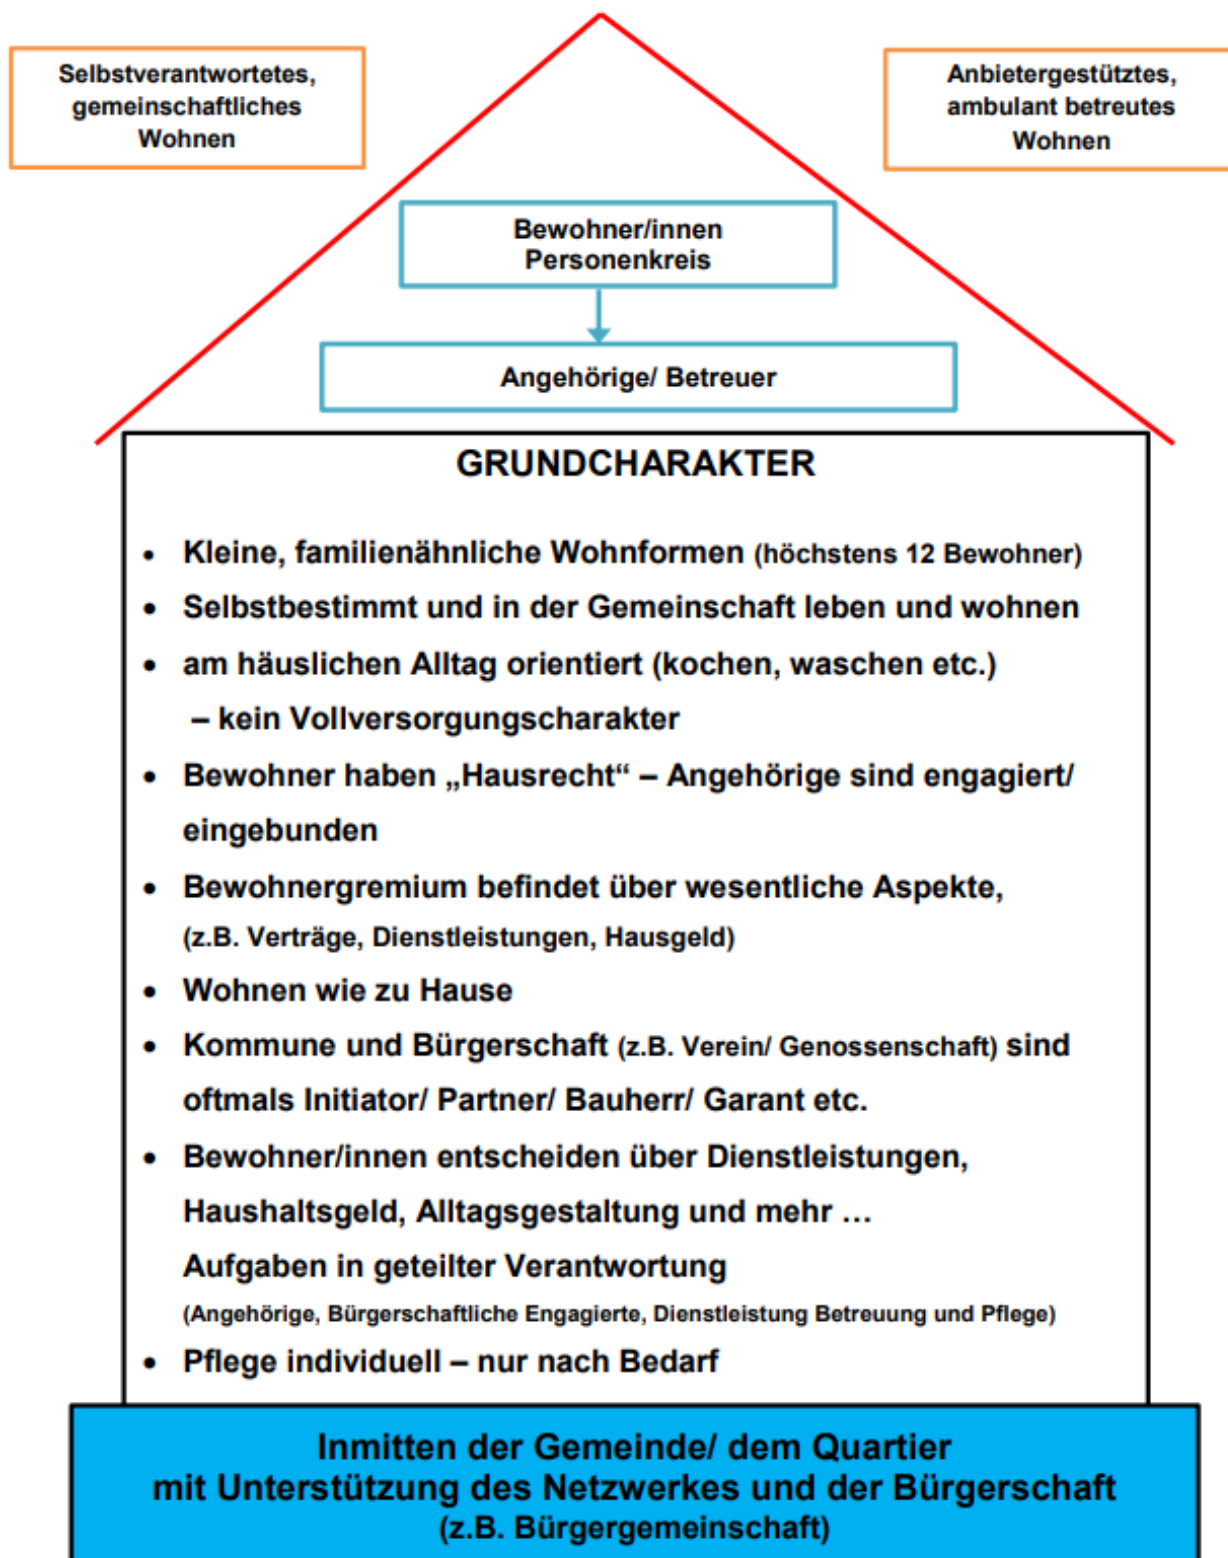 Selbstverantwortetes,
gemeinschaftliches
Wohnen
Anbietergestütztes,
ambulant betreutes
Wohnen
Bewohner/innen
Personenkreis
Angehörige/ Betreuer
GRUNDCHARAKTER
• Kleine, familienähnliche Wohnformen (höchstens 12 Bewohner)
• Selbstbestimmt und in der Gemeinschaft leben und wohnen
• am häuslichen Alltag orientiert (kochen, waschen etc.)
– kein Vollversorgungscharakter
• Bewohner haben „Hausrecht“ – Angehörige sind engagiert/
eingebunden
• Bewohnergremium befindet über wesentliche Aspekte,
(z.B. Verträge, Dienstleistungen, Hausgeld)
• Wohnen wie zu Hause
• Kommune und Bürgerschaft (z.B. Verein/ Genossenschaft) sind
oftmals Initiator/ Partner/ Bauherr/ Garant etc.
• Bewohner/innen entscheiden über Dienstleistungen,
Haushaltsgeld, Alltagsgestaltung und mehr …
Aufgaben in geteilter Verantwortung
(Angehörige, Bürgerschaftliche Engagierte, Dienstleistung Betreuung und Pflege)
• Pflege individuell – nur nach Bedarf
Inmitten der Gemeinde/ dem Quartier
mit Unterstützung des Netzwerkes und der Bürgerschaft
(z.B. Bürgergemeinschaft)